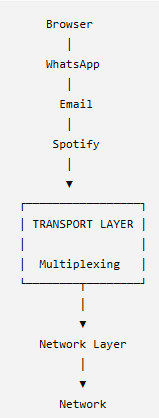 Browser
WhatsApp
Email
Spotify
TRANSPORT LAYER
Multiplexing
Network Layer
Network